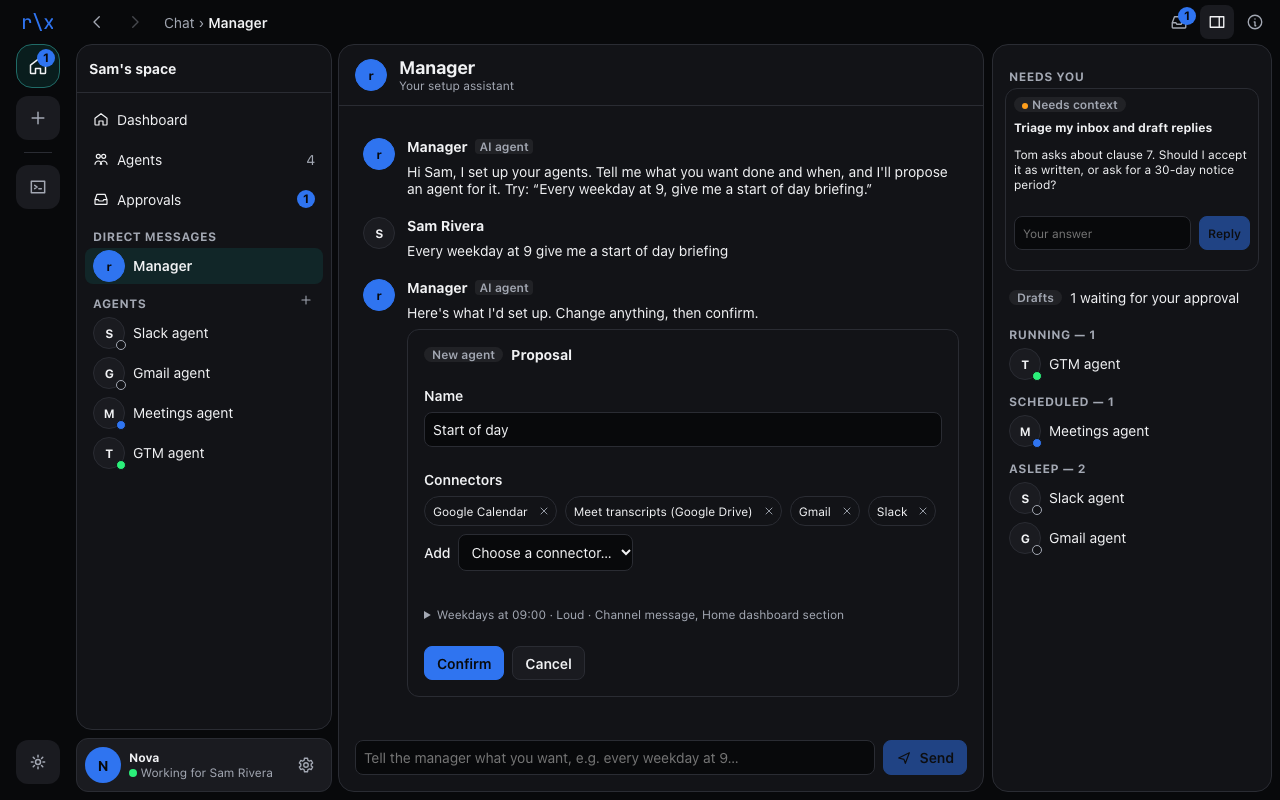 r\x
Chat › Manager
1
1
Sam's space
Dashboard
Agents 4
Approvals 1
DIRECT MESSAGES
r Manager
AGENTS +
S Slack agent
G Gmail agent
M Meetings agent
T GTM agent
N Nova
Working for Sam Rivera
r Manager
Your setup assistant
r Manager AI agent
Hi Sam, I set up your agents. Tell me what you want done and when, and I'll propose
an agent for it. Try: “Every weekday at 9, give me a start of day briefing.”
S Sam Rivera
Every weekday at 9 give me a start of day briefing
r Manager AI agent
Here's what I'd set up. Change anything, then confirm.
New agent Proposal
Name
Start of day
Connectors
Google Calendar × Meet transcripts (Google Drive) × Gmail × Slack ×
Add Choose a connector...
Weekdays at 09:00 · Loud · Channel message, Home dashboard section
Confirm Cancel
Tell the manager what you want, e.g. every weekday at 9... Send
NEEDS YOU
Needs context
Triage my inbox and draft replies
Tom asks about clause 7. Should I accept
it as written, or ask for a 30-day notice
period?
Your answer Reply
Drafts 1 waiting for your approval
RUNNING — 1
T GTM agent
SCHEDULED — 1
M Meetings agent
ASLEEP — 2
S Slack agent
G Gmail agent